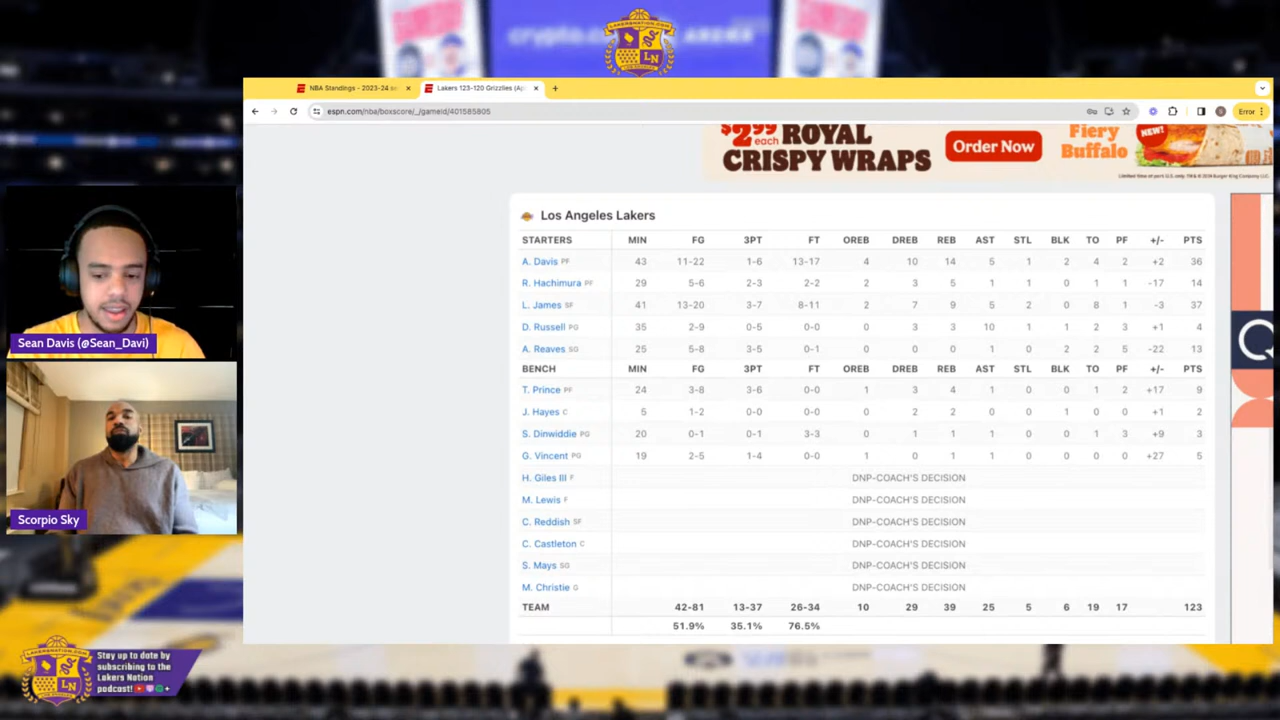 crypto.com ARENA
LAKERSNATION.COM
LN
NBA Standings - 2023-24 se
Lakers 123-120 Grizzlies (Ap
espn.com/nba/boxscore/_/gameId/401585805
Error
$2.99 each ROYAL CRISPY WRAPS
Order Now
Fiery Buffalo
NEW!
Los Angeles Lakers
STARTERS MIN FG 3PT FT OREB DREB REB AST STL BLK TO PF +/- PTS
A. Davis PF 43 11-22 1-6 13-17 4 10 14 5 1 2 4 2 +2 36
R. Hachimura PF 29 5-6 2-3 2-2 2 3 5 1 1 0 1 1 -17 14
L. James SF 41 13-20 3-7 8-11 2 7 9 5 2 0 8 1 -3 37
D. Russell PG 35 2-9 0-5 0-0 0 3 3 10 1 1 2 3 +1 4
A. Reaves SG 25 5-8 3-5 0-1 0 0 0 1 0 2 2 5 -22 13
BENCH MIN FG 3PT FT OREB DREB REB AST STL BLK TO PF +/- PTS
T. Prince PF 24 3-8 3-6 0-0 1 3 4 1 0 0 1 2 +17 9
J. Hayes C 5 1-2 0-0 0-0 0 2 2 0 0 1 0 0 +1 2
S. Dinwiddie PG 20 0-1 0-1 3-3 0 1 1 1 0 0 1 3 +9 3
G. Vincent PG 19 2-5 1-4 0-0 1 0 1 1 0 0 0 0 +27 5
H. Giles III F DNP-COACH'S DECISION
M. Lewis F DNP-COACH'S DECISION
C. Reddish SF DNP-COACH'S DECISION
C. Castleton C DNP-COACH'S DECISION
S. Mays SG DNP-COACH'S DECISION
M. Christie G DNP-COACH'S DECISION
TEAM 42-81 13-37 26-34 10 29 39 25 5 6 19 17 123
51.9% 35.1% 76.5%
Sean Davis (@Sean_Davi)
Scorpio Sky
LN
Stay up to date by
subscribing to the
Lakers Nation
podcast!